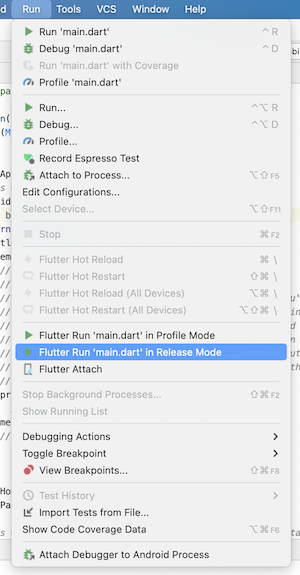 Run Tools VCS Window Help
Run 'main.dart' ⌃ R
Debug 'main.dart' ⌃ D
Run 'main.dart' with Coverage
Profile 'main.dart'
Run... ⌃⌥ R
Debug... ⌃⌥ D
Profile...
Record Espresso Test
Attach to Process... ⌥⇧ F5
Edit Configurations...
Select Device... ⌥⇧ F11
Stop ⌘ F2
Flutter Hot Reload ⌘ \
Flutter Hot Restart ⇧⌘ \
Flutter Hot Reload (All Devices) ⌥⌘ \
Flutter Hot Restart (All Devices) ⌥⇧⌘ \
Flutter Run 'main.dart' in Profile Mode
Flutter Run 'main.dart' in Release Mode
Flutter Attach
Stop Background Processes... ⇧⌘ F2
Show Running List
Debugging Actions
Toggle Breakpoint
View Breakpoints... ⇧⌘ F8
Test History
Import Tests from File...
Show Code Coverage Data ⌥⌘ F6
Attach Debugger to Android Process